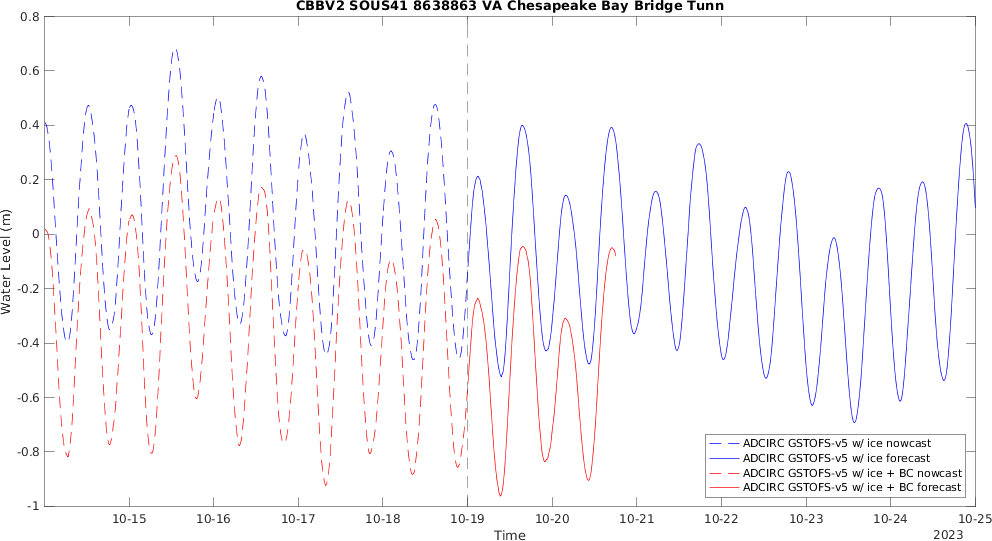 CBBV2 SOUS41 8638863 VA Chesapeake Bay Bridge Tunn
Water Level (m)
0.8
0.6
0.4
0.2
0
-0.2
-0.4
-0.6
-0.8
-1
ADCIRC GSTOFS-v5 w/ ice nowcast
ADCIRC GSTOFS-v5 w/ ice forecast
ADCIRC GSTOFS-v5 w/ ice + BC nowcast
ADCIRC GSTOFS-v5 w/ ice + BC forecast
10-15 10-16 10-17 10-18 10-19 10-20 10-21 10-22 10-23 10-24 10-25
Time
2023